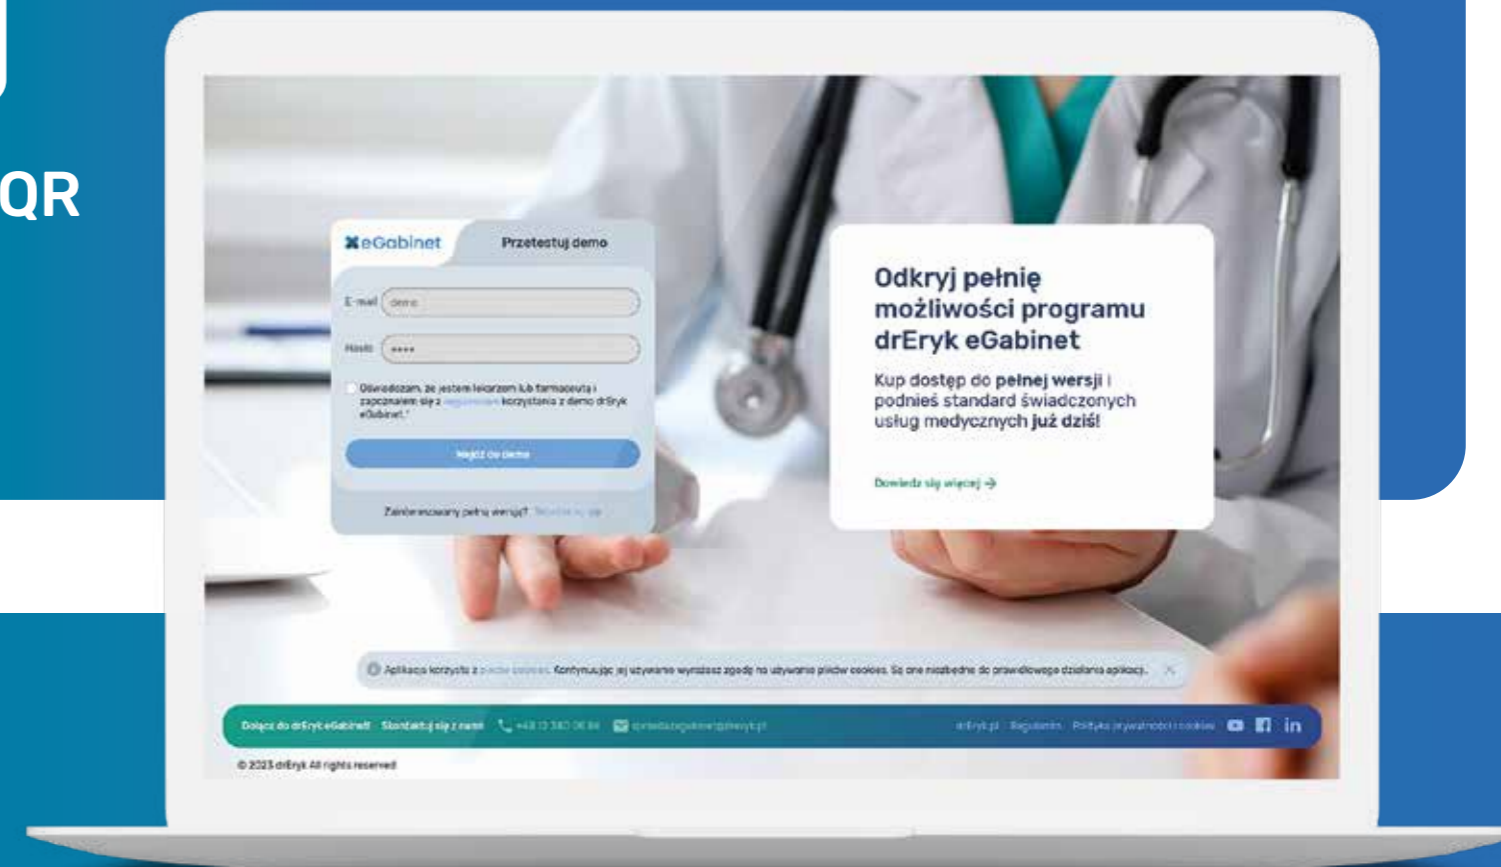 QR
eGabinet
Przetestuj demo
E-mail demo
Hasło ••••
Oświadczam, że jestem lekarzem lub farmaceutą i
zapoznałem się z regulaminem korzystania z demo drEryk
eGabinet.*
Wejdź do demo
Zainteresowany pełną wersją?
Odkryj pełnię
możliwości programu
drEryk eGabinet
Kup dostęp do pełnej wersji i
podnieś standard świadczonych
usług medycznych już dziś!
Dowiedz się więcej →
Aplikacja korzysta z plików cookies. Kontynuując jej używanie wyrażasz zgodę na używanie plików cookies. Są one niezbędne do prawidłowego działania aplikacji.
Dołącz do drEryk eGabinet! Skontaktuj się z nami
drEryk.pl Regulamin Polityka prywatności i cookies in
© 2023 drEryk All rights reserved